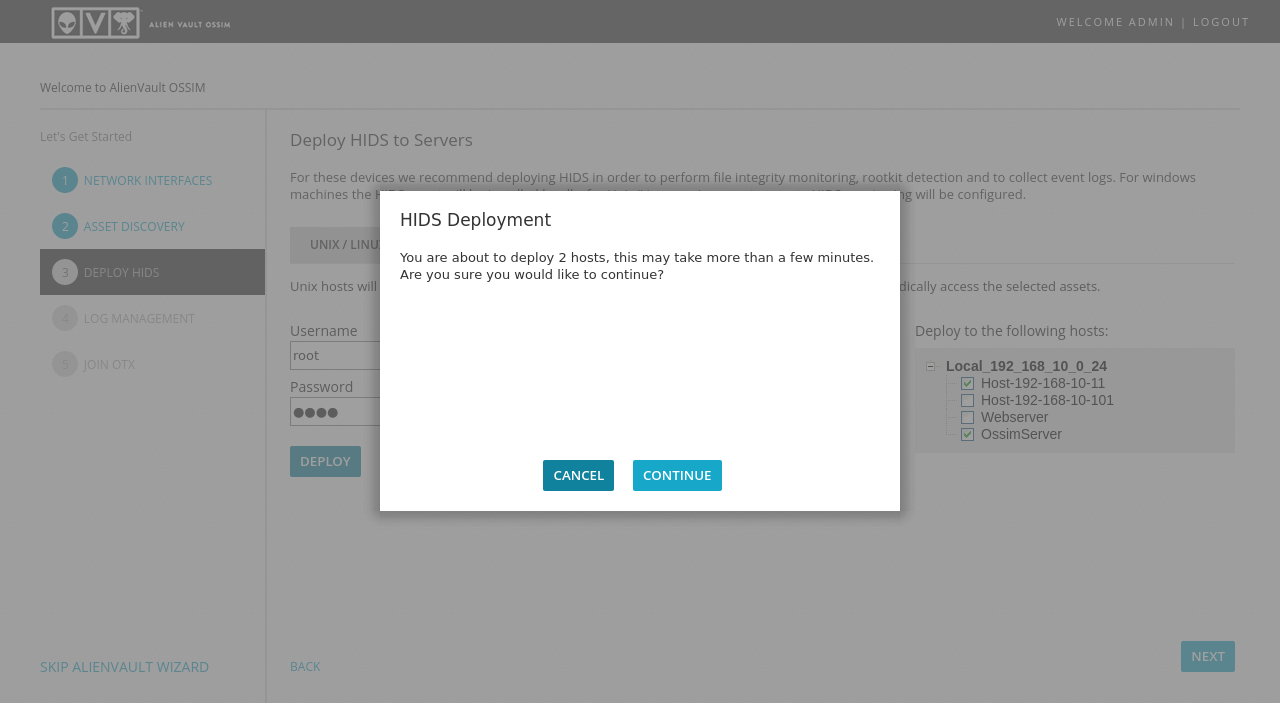 ALIEN VAULT OSSIM
WELCOME ADMIN | LOGOUT
Welcome to AlienVault OSSIM
Let's Get Started
1 NETWORK INTERFACES
2 ASSET DISCOVERY
3 DEPLOY HIDS
4 LOG MANAGEMENT
5 JOIN OTX
SKIP ALIENVAULT WIZARD
Deploy HIDS to Servers
For these devices we recommend deploying HIDS in order to perform file integrity monitoring, rootkit detection and to collect event logs. For windows
machines the will be configured.
UNIX / LINU
Unix hosts will access the selected assets.
Username
root
Password
DEPLOY
Deploy to the following hosts:
Local_192_168_10_0_24
Host-192-168-10-11
Host-192-168-10-101
Webserver
OssimServer
HIDS Deployment
You are about to deploy 2 hosts, this may take more than a few minutes.
Are you sure you would like to continue?
CANCEL CONTINUE
BACK
NEXT